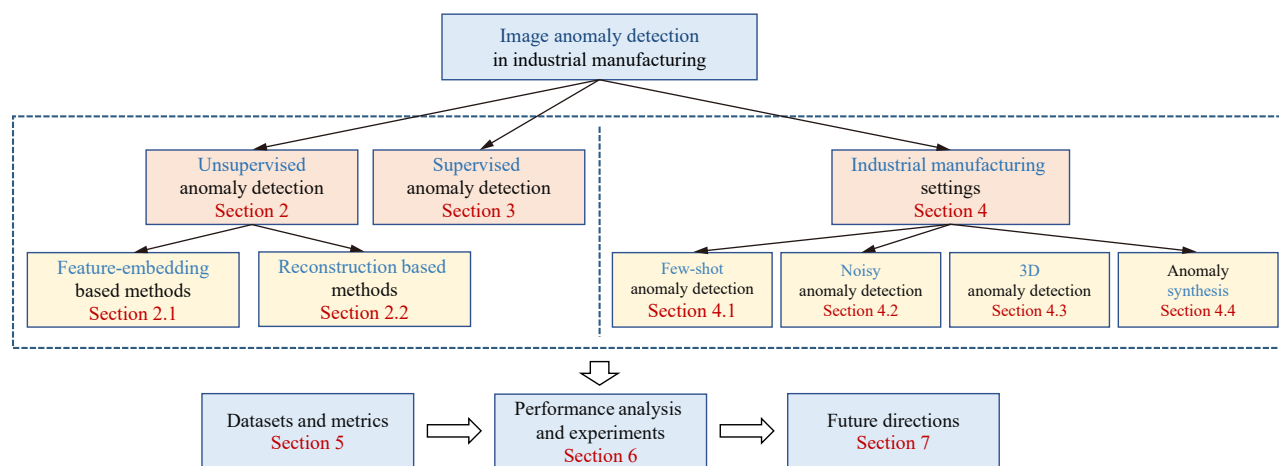 Image anomaly detection
in industrial manufacturing
Unsupervised
anomaly detection
Section 2
Supervised
anomaly detection
Section 3
Industrial manufacturing
settings
Section 4
Feature-embedding
based methods
Section 2.1
Reconstruction based
methods
Section 2.2
Few-shot
anomaly detection
Section 4.1
Noisy
anomaly detection
Section 4.2
3D
anomaly detection
Section 4.3
Anomaly
synthesis
Section 4.4
Datasets and metrics
Section 5
Performance analysis
and experiments
Section 6
Future directions
Section 7